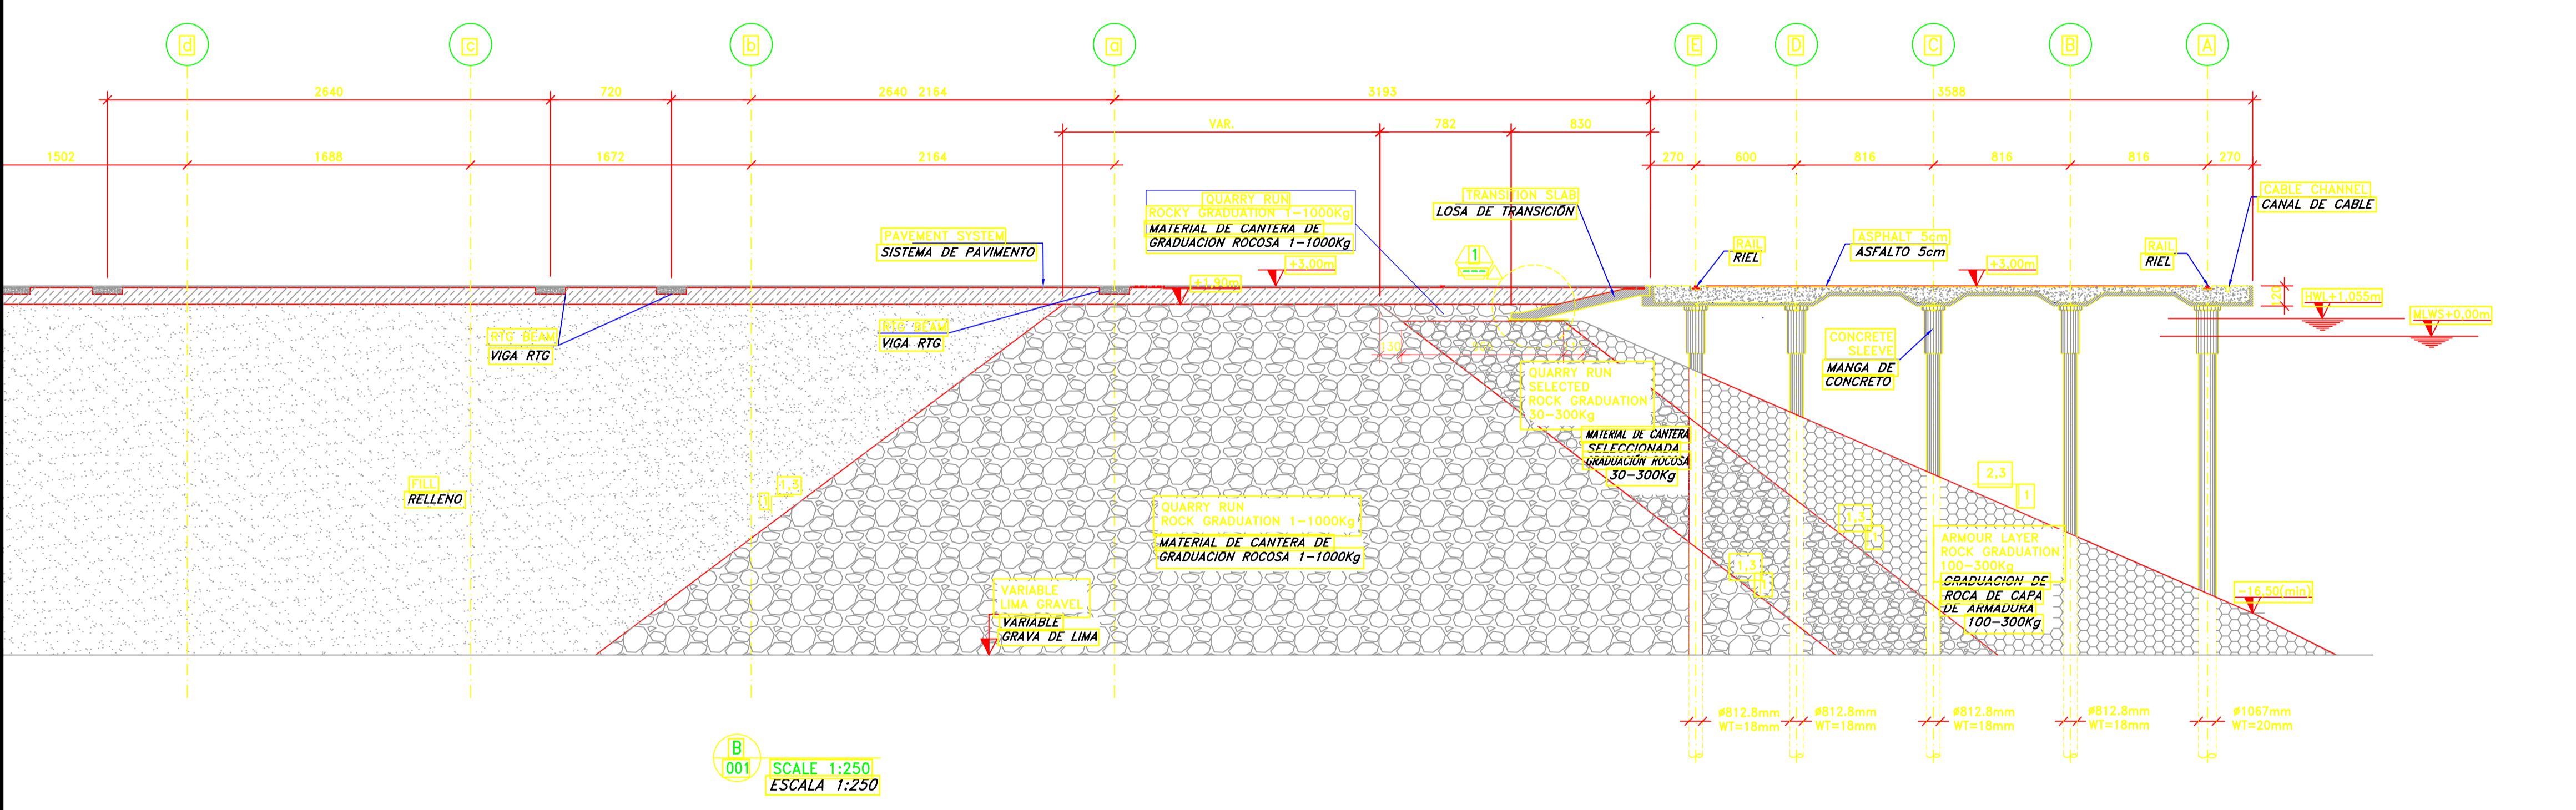 d
c
b
a
E
D
C
B
A
2640
720
2640
2164
3193
3588
VAR.
782
830
1502
1688
1672
2164
270
600
816
816
816
270
QUARRY RUN
ROCKY GRADUATION 1-1000Kg
MATERIAL DE CANTERA DE
GRADUACION ROCOSA 1-1000Kg
TRANSITION SLAB
LOSA DE TRANSICIÓN
CABLE CHANNEL
CANAL DE CABLE
PAVEMENT SYSTEM
SISTEMA DE PAVIMENTO
RAIL
RIEL
ASPHALT 5cm
ASFALTO 5cm
RAIL
RIEL
1
---
+3,00m
+3,00m
+1,90m
120
HWL+1.055m
MLWS+0,00m
RTG BEAM
VIGA RTG
RTG BEAM
VIGA RTG
130
CONCRETE
SLEEVE
MANGA DE
CONCRETO
QUARRY RUN
SELECTED
ROCK GRADUATION
30-300Kg
MATERIAL DE CANTERA
SELECCIONADA
GRADUACIÓN ROCOSA
30-300Kg
FILL
RELLENO
1,3
1
2,3
1
QUARRY RUN
ROCK GRADUATION 1-1000Kg
MATERIAL DE CANTERA DE
GRADUACION ROCOSA 1-1000Kg
1,3
1
ARMOUR LAYER
ROCK GRADUATION
100-300Kg
GRADUACION DE
ROCA DE CAPA
DE ARMADURA
100-300Kg
1,3
1
VARIABLE
LIMA GRAVEL
VARIABLE
GRAVA DE LIMA
-16,50(min)
ø812.8mm
WT=18mm
ø812.8mm
WT=18mm
ø812.8mm
WT=18mm
ø812.8mm
WT=18mm
ø1067mm
WT=20mm
B
001
SCALE 1:250
ESCALA 1:250